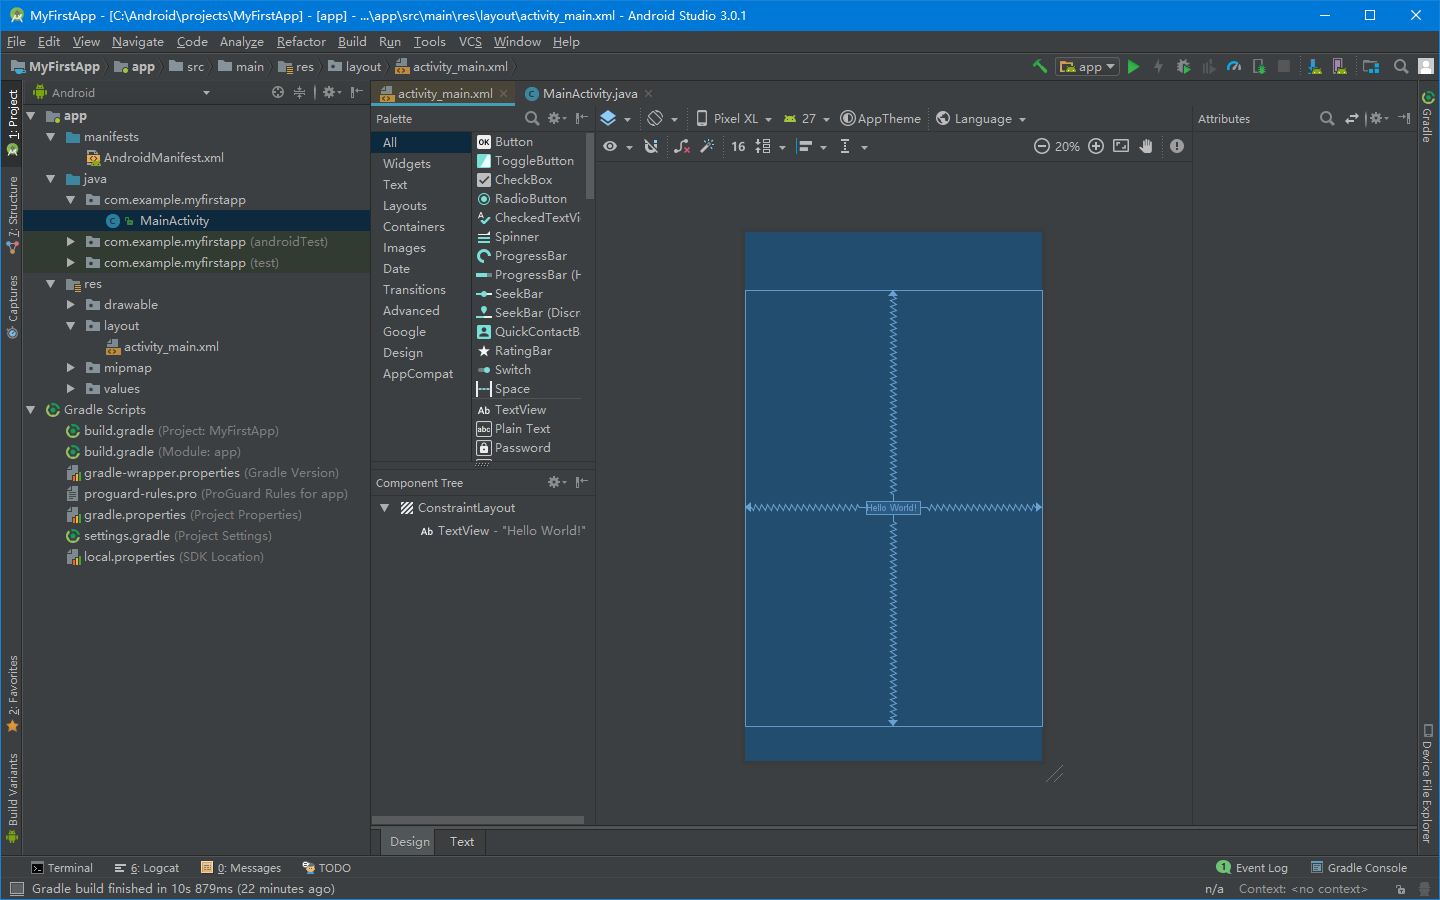 MyFirstApp - [C:\Android\projects\MyFirstApp] - [app] - ...\app\src\main\res\layout\activity_main.xml - Android Studio 3.0.1
File Edit View Navigate Code Analyze Refactor Build Run Tools VCS Window Help
MyFirstApp app src main res layout activity_main.xml
app
1: Project
7: Structure
Captures
2: Favorites
Build Variants
Android
app
manifests
AndroidManifest.xml
java
com.example.myfirstapp
MainActivity
com.example.myfirstapp (androidTest)
com.example.myfirstapp (test)
res
drawable
layout
activity_main.xml
mipmap
values
Gradle Scripts
build.gradle (Project: MyFirstApp)
build.gradle (Module: app)
gradle-wrapper.properties (Gradle Version)
proguard-rules.pro (ProGuard Rules for app)
gradle.properties (Project Properties)
settings.gradle (Project Settings)
local.properties (SDK Location)
activity_main.xml MainActivity.java
Palette
All
Widgets
Text
Layouts
Containers
Images
Date
Transitions
Advanced
Google
Design
AppCompat
OK Button
ToggleButton
CheckBox
RadioButton
CheckedTextVi
Spinner
ProgressBar
ProgressBar (H
SeekBar
SeekBar (Discr
QuickContactB
RatingBar
Switch
Space
Ab TextView
abc Plain Text
Password
Component Tree
ConstraintLayout
Ab TextView - "Hello World!"
Pixel XL 27 AppTheme Language
16 20%
Hello World!
Attributes
Gradle
Device File Explorer
Design Text
Terminal 6: Logcat 0: Messages TODO 1 Event Log Gradle Console
Gradle build finished in 10s 879ms (22 minutes ago) n/a Context: <no context>